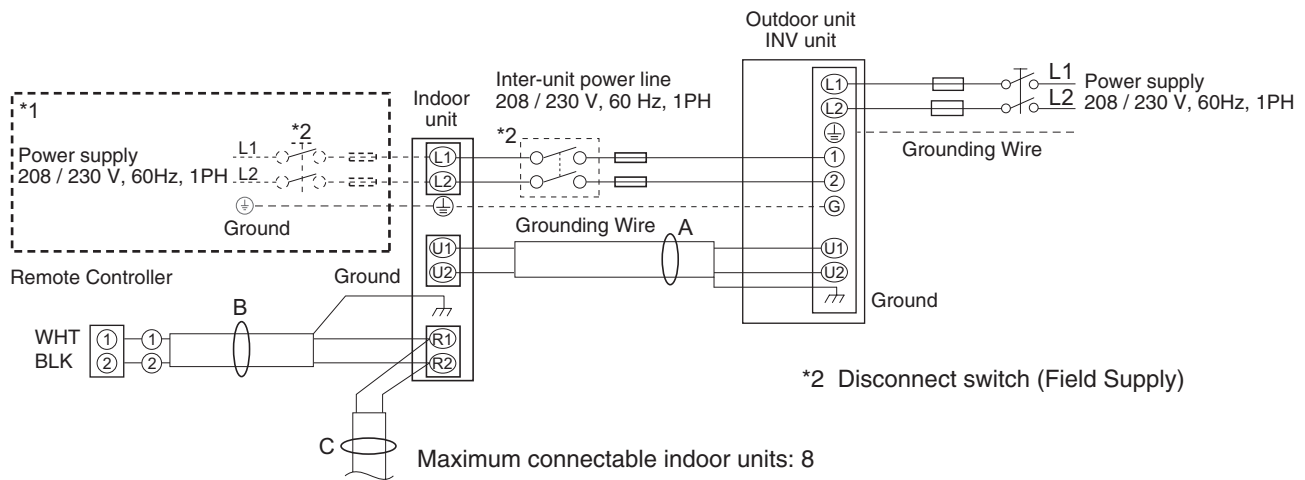 Outdoor unit
INV unit
L1
L2
Power supply
208 / 230 V, 60Hz, 1PH
L1
L2
Grounding Wire
1
2
G
U1
U2
Ground
Inter-unit power line
208 / 230 V, 60 Hz, 1PH
*2
Indoor
unit
*1
*2
Power supply
208 / 230 V, 60Hz, 1PH
L1
L2
Ground
L1
L2
Grounding Wire
A
U1
U2
Remote Controller
Ground
B
WHT
1
1
BLK
2
2
R1
R2
*2 Disconnect switch (Field Supply)
C
Maximum connectable indoor units: 8